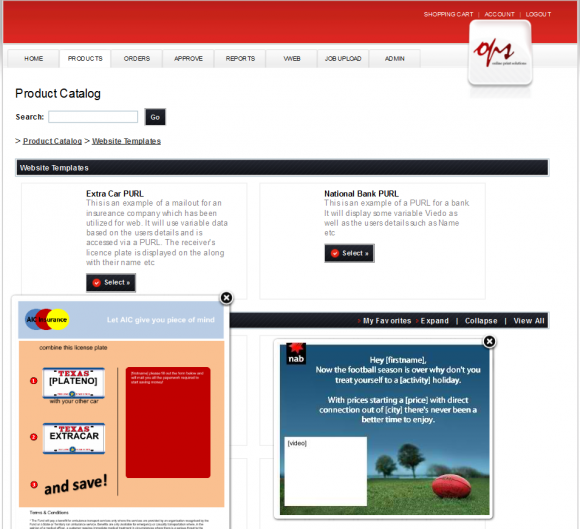 SHOPPING CART | ACCOUNT | LOGOUT
ops
online print solutions
HOME PRODUCTS ORDERS APPROVE REPORTS VWEB JOB UPLOAD ADMIN
Product Catalog
Search: Go
> Product Catalog > Website Templates
Website Templates
Extra Car PURL
This is an example of a mailout for an
insureance company which has been
utilized for web. It will use variable data
based on the users details and is
accessed via a PURL. The receiver's
licence plate is displayed on the along
with their name etc
Select »
National Bank PURL
This is an example of a PURL for a bank.
It will display some variable Viedo as
well as the users details such as Name
etc
Select »
My Favorites Expand | Collapse | View All
AIC insurance
Let AIC give you piece of mind
combine this license plate
1
TEXAS
[PLATENO]
with your other car
2
TEXAS
EXTRACAR
3
and save!
Terms & Conditions
nab
Hey [firstname],
Now the football season is over why don't you
treat yourself to a [activity] holiday.
With prices starting a [price] with direct
connection out of [city] there's never been a
better time to enjoy.
[video]